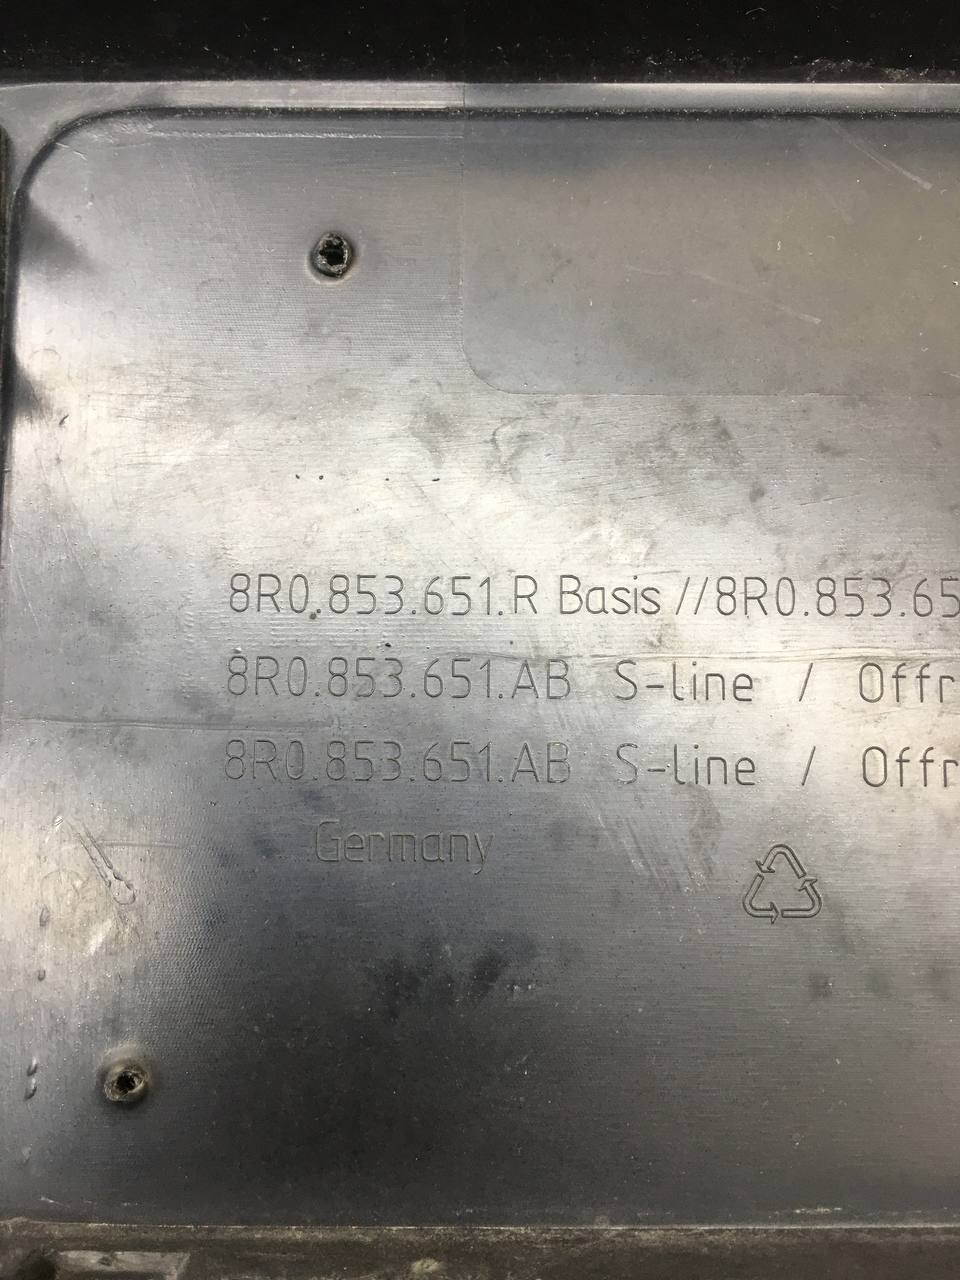 8R0.853.651.R Basis //8R0.853.65
8R0.853.651.AB S-line / Offr
8R0.853.651.AB S-line / Offr
Germany